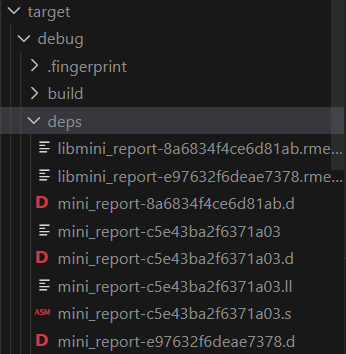 target
debug
.fingerprint
build
deps
libmini_report-8a6834f4ce6d81ab.rme...
libmini_report-e97632f6deae7378.rme...
D mini_report-8a6834f4ce6d81ab.d
mini_report-c5e43ba2f6371a03
D mini_report-c5e43ba2f6371a03.d
mini_report-c5e43ba2f6371a03.ll
ASM mini_report-c5e43ba2f6371a03.s
D mini_report-e97632f6deae7378.d